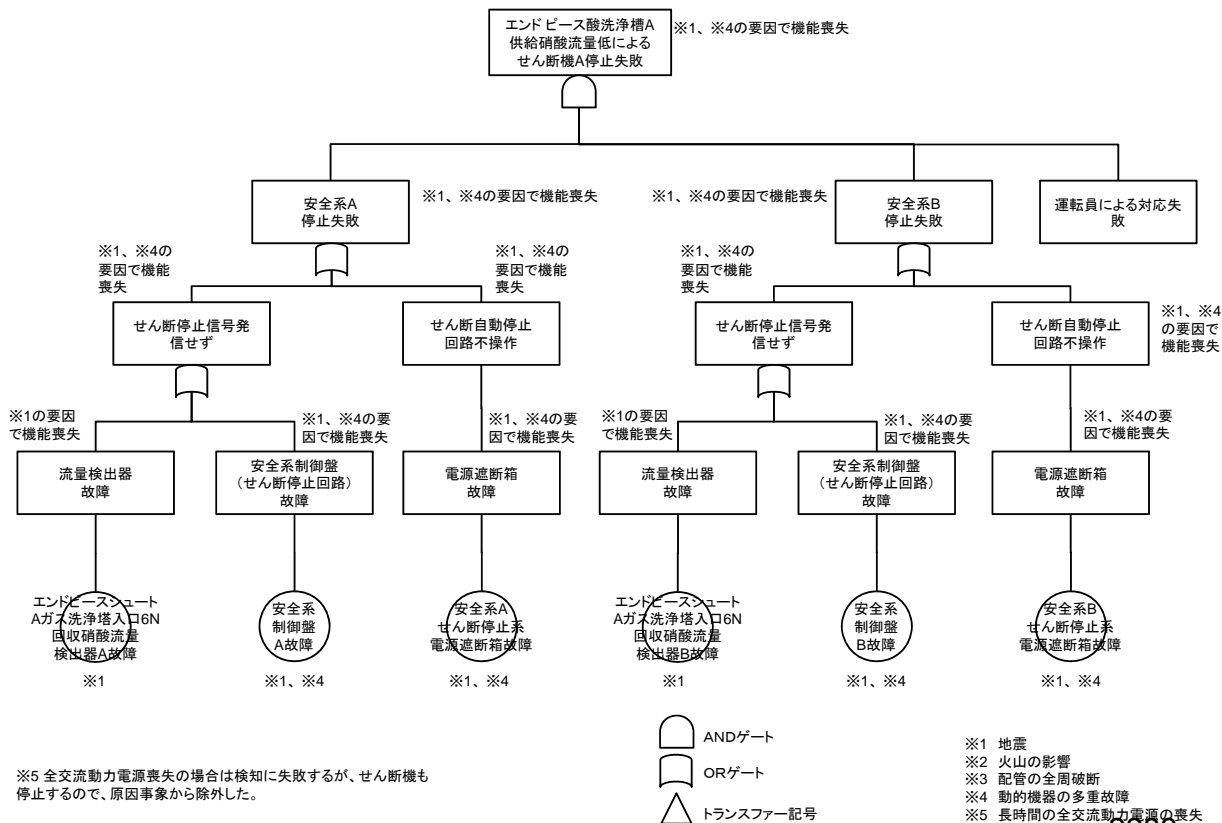 エンドピース酸洗浄槽A
供給硝酸流量低による
せん断機A停止失敗
※1、※4の要因で機能喪失
安全系A
停止失敗
※1、※4の要因で機能喪失
※1、※4の要因で機能喪失
安全系B
停止失敗
運転員による対応失
敗
※1、※4の
要因で機能
喪失
※1、※4の
要因で機能
喪失
※1、※4の
要因で機能
喪失
せん断停止信号発
信せず
せん断自動停止
回路不操作
せん断停止信号発
信せず
せん断自動停止
回路不操作
※1、※4
の要因で
機能喪失
※1の要因
で機能喪失
※1、※4の要
因で機能喪失
※1、※4の要
因で機能喪失
※1の要因
で機能喪失
※1、※4の要
因で機能喪失
※1、※4の要
因で機能喪失
流量検出器
故障
安全系制御盤
(せん断停止回路)
故障
電源遮断箱
故障
流量検出器
故障
安全系制御盤
(せん断停止回路)
故障
電源遮断箱
故障
エンドピースシュート
Aガス洗浄塔入口6N
回収硝酸流量
検出器A故障
安全系
制御盤
A故障
安全系A
せん断停止系
電源遮断箱故障
エンドピースシュート
Aガス洗浄塔入口6N
回収硝酸流量
検出器B故障
安全系
制御盤
B故障
安全系B
せん断停止系
電源遮断箱故障
※1
※1、※4
※1、※4
※1
※1、※4
※1、※4
※5 全交流動力電源喪失の場合は検知に失敗するが、せん断機も
停止するので、原因事象から除外した。
ANDゲート
ORゲート
トランスファー記号
※1 地震
※2 火山の影響
※3 配管の全周破断
※4 動的機器の多重故障
※5 長時間の全交流動力電源の喪失